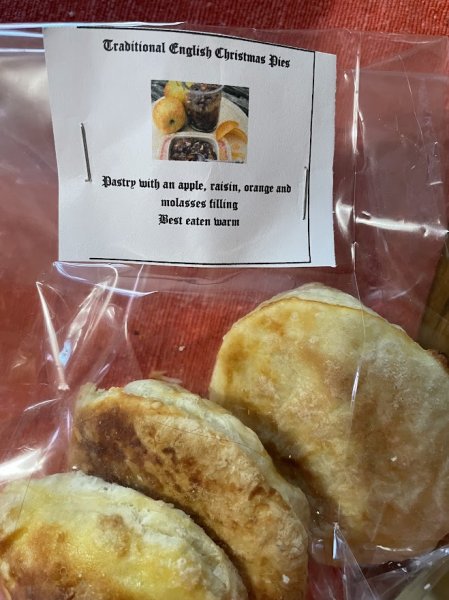 Traditional English Christmas Pies
Pastry with an apple, raisin, orange and
molasses filling
Best eaten warm